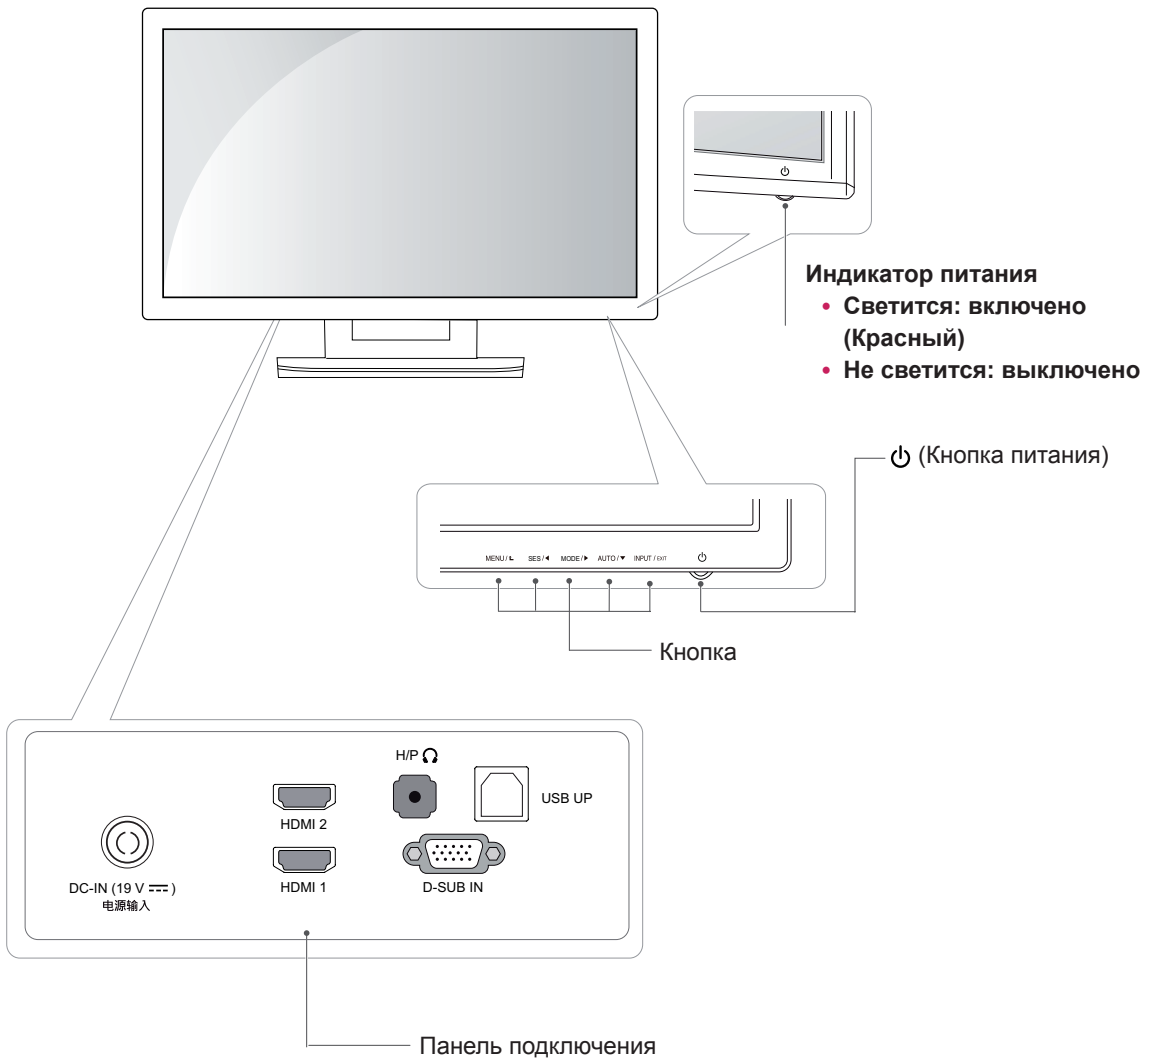 Индикатор питания
• Светится: включено
(Красный)
• Не светится: выключено
(Кнопка питания)
MENU / SES / ◀ MODE / ▶ AUTO / ▼ INPUT / EXIT
Кнопка
H/P
USB UP
HDMI 2
HDMI 1
D-SUB IN
DC-IN (19 V ⎓)
电源输入
Панель подключения